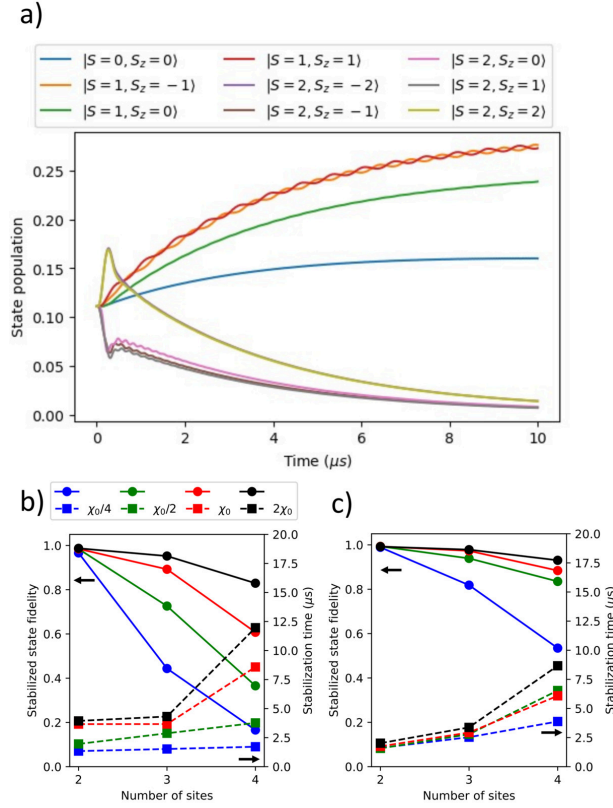 a)
|S = 0, S_z = 0⟩ |S = 1, S_z = 1⟩ |S = 2, S_z = 0⟩
|S = 1, S_z = −1⟩ |S = 2, S_z = −2⟩ |S = 2, S_z = 1⟩
|S = 1, S_z = 0⟩ |S = 2, S_z = −1⟩ |S = 2, S_z = 2⟩
State population
0.25
0.20
0.15
0.10
0.05
0.00
0 2 4 6 8 10
Time (μs)
b)
χ₀/4 χ₀/2 χ₀ 2χ₀
Stabilized state fidelity
1.0
0.8
0.6
0.4
0.2
0.0
20.0
17.5
15.0
12.5
10.0
7.5
5.0
2.5
0.0
Stabilization time (μs)
2 3 4
Number of sites
c)
Stabilized state fidelity
1.0
0.8
0.6
0.4
0.2
0.0
20.0
17.5
15.0
12.5
10.0
7.5
5.0
2.5
0.0
Stabilization time (μs)
2 3 4
Number of sites